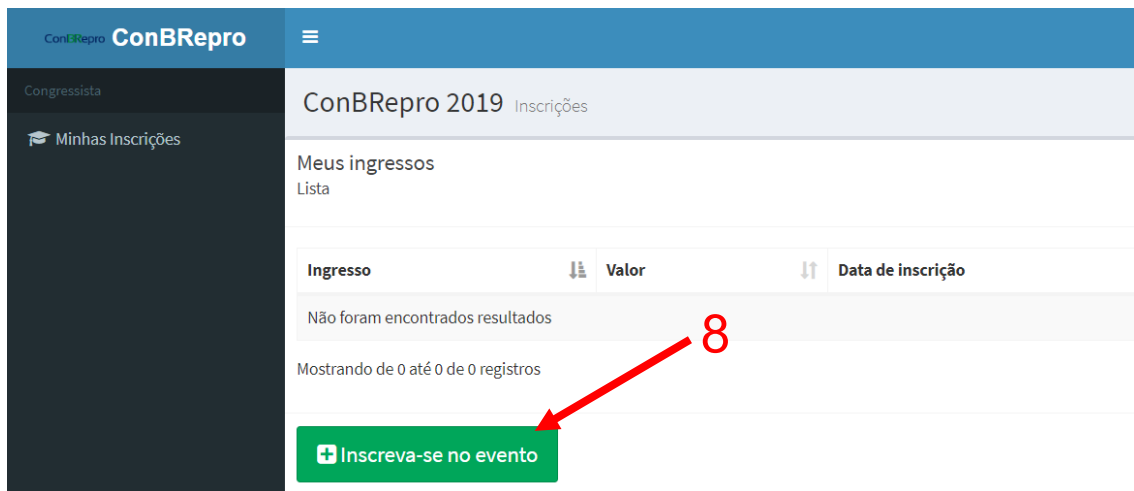 ConBRepro ConBRepro
Congressista
Minhas Inscrições
ConBRepro 2019 Inscrições
Meus ingressos
Lista
Ingresso Valor Data de inscrição
Não foram encontrados resultados
8
Mostrando de 0 até 0 de 0 registros
Inscreva-se no evento